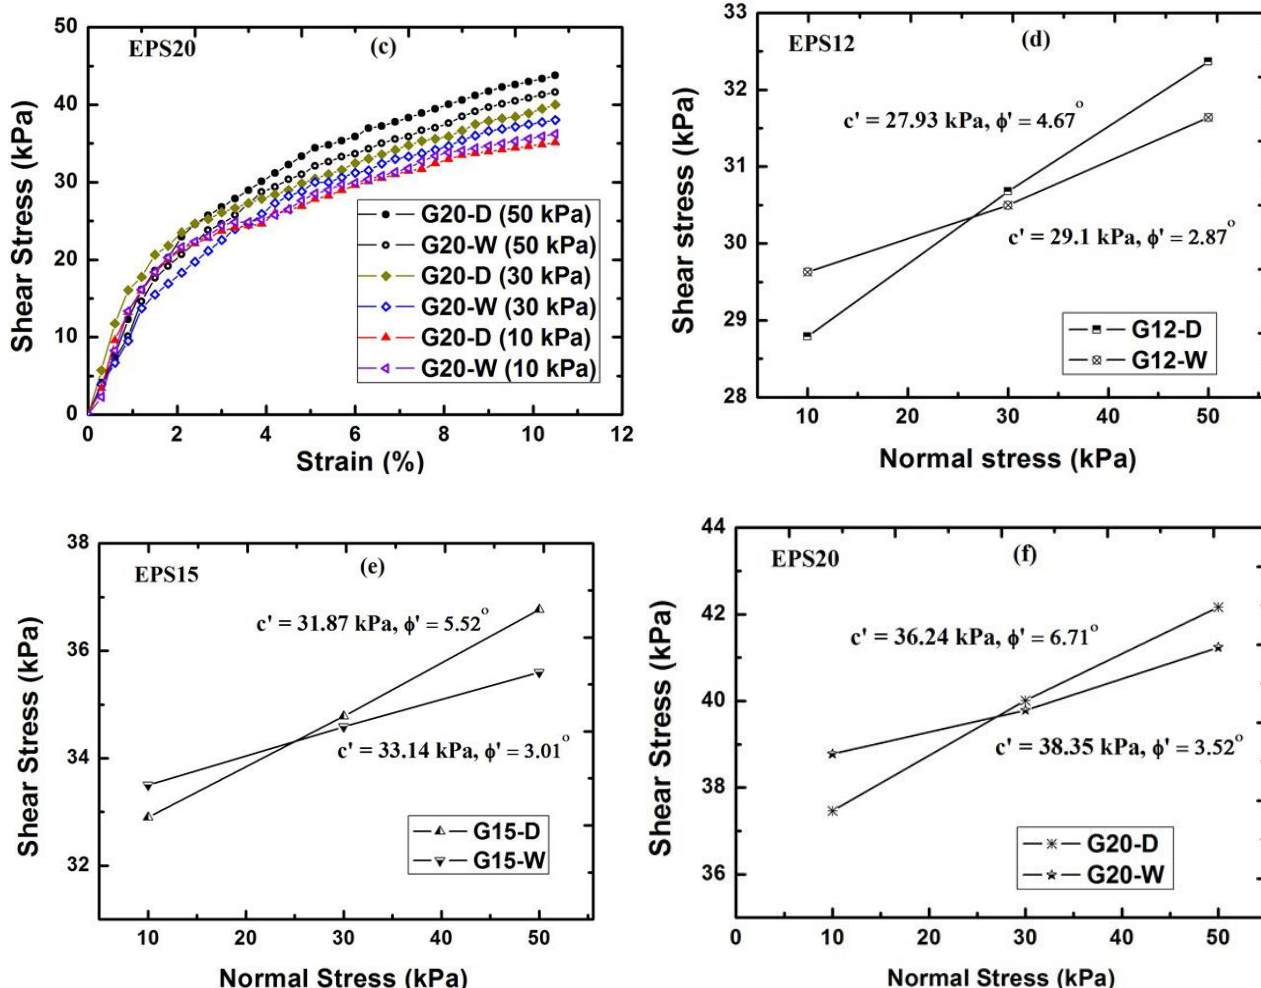 EPS20
(c)
50
40
30
20
10
0
Shear Stress (kPa)
G20-D (50 kPa)
G20-W (50 kPa)
G20-D (30 kPa)
G20-W (30 kPa)
G20-D (10 kPa)
G20-W (10 kPa)
0 2 4 6 8 10 12
Strain (%)
EPS12
(d)
33
32
31
30
29
28
Shear stress (kPa)
c' = 27.93 kPa, ϕ' = 4.67°
c' = 29.1 kPa, ϕ' = 2.87°
G12-D
G12-W
10 20 30 40 50
Normal stress (kPa)
EPS15
(e)
38
36
34
32
Shear Stress (kPa)
c' = 31.87 kPa, ϕ' = 5.52°
c' = 33.14 kPa, ϕ' = 3.01°
G15-D
G15-W
10 20 30 40 50
Normal Stress (kPa)
EPS20
(f)
44
42
40
38
36
35
Shear Stress (kPa)
c' = 36.24 kPa, ϕ' = 6.71°
c' = 38.35 kPa, ϕ' = 3.52°
G20-D
G20-W
0 10 20 30 40 50
Normal Stress (kPa)